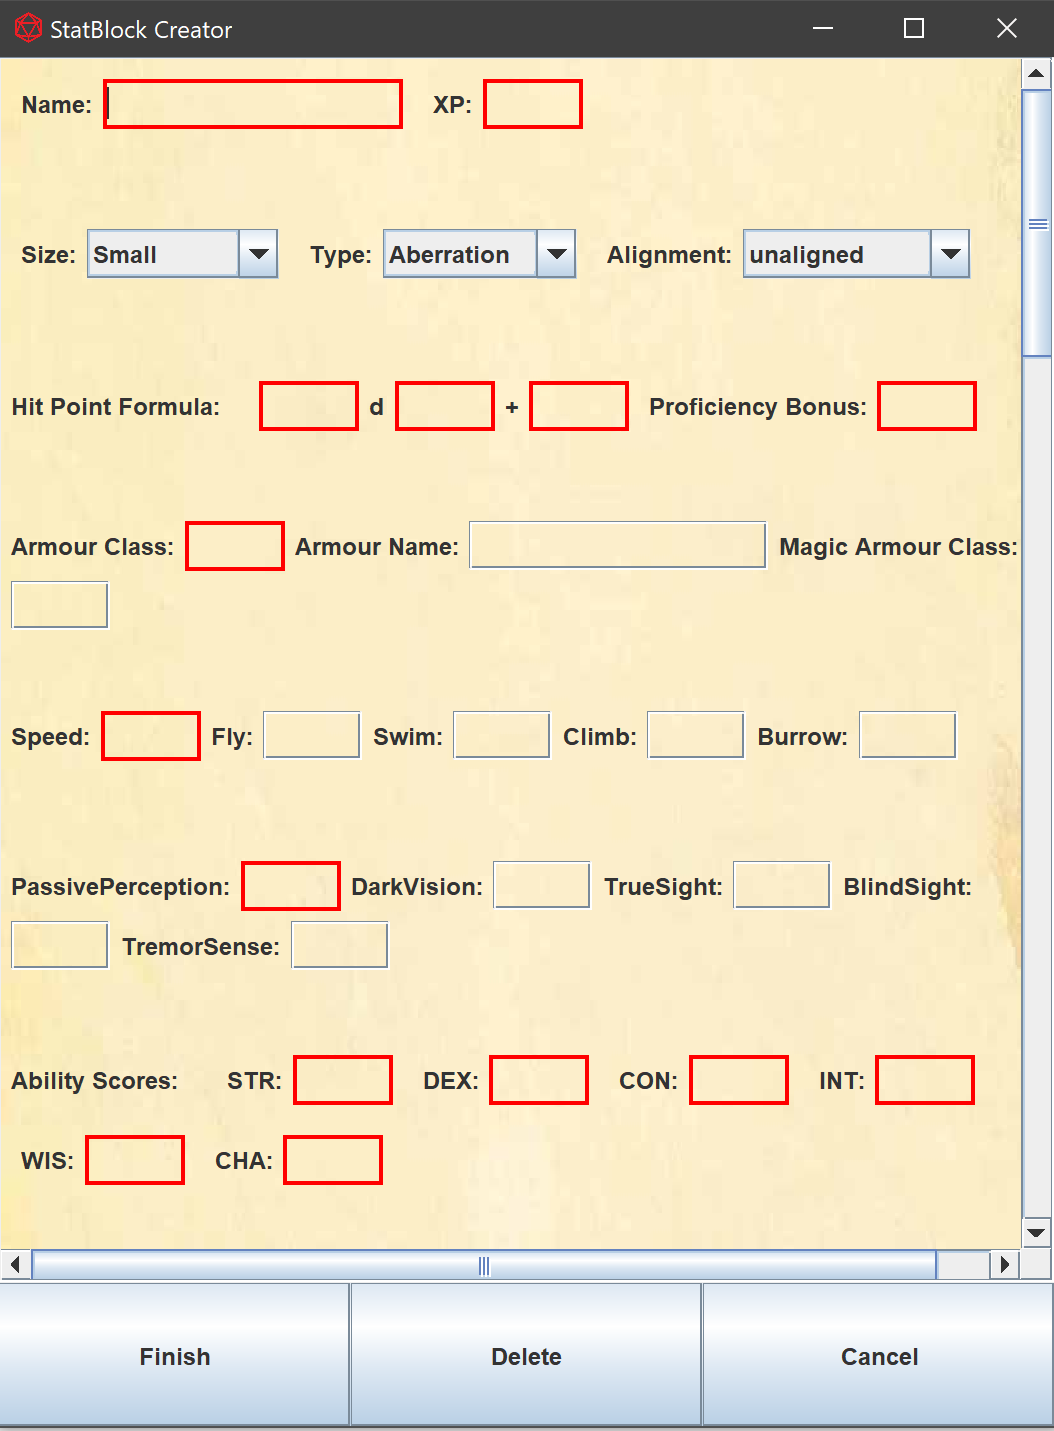 StatBlock Creator
Name: XP:
Size: Small Type: Aberration Alignment: unaligned
Hit Point Formula: d + Proficiency Bonus:
Armour Class: Armour Name: Magic Armour Class:
Speed: Fly: Swim: Climb: Burrow:
PassivePerception: DarkVision: TrueSight: BlindSight:
TremorSense:
Ability Scores: STR: DEX: CON: INT:
WIS: CHA:
Finish Delete Cancel